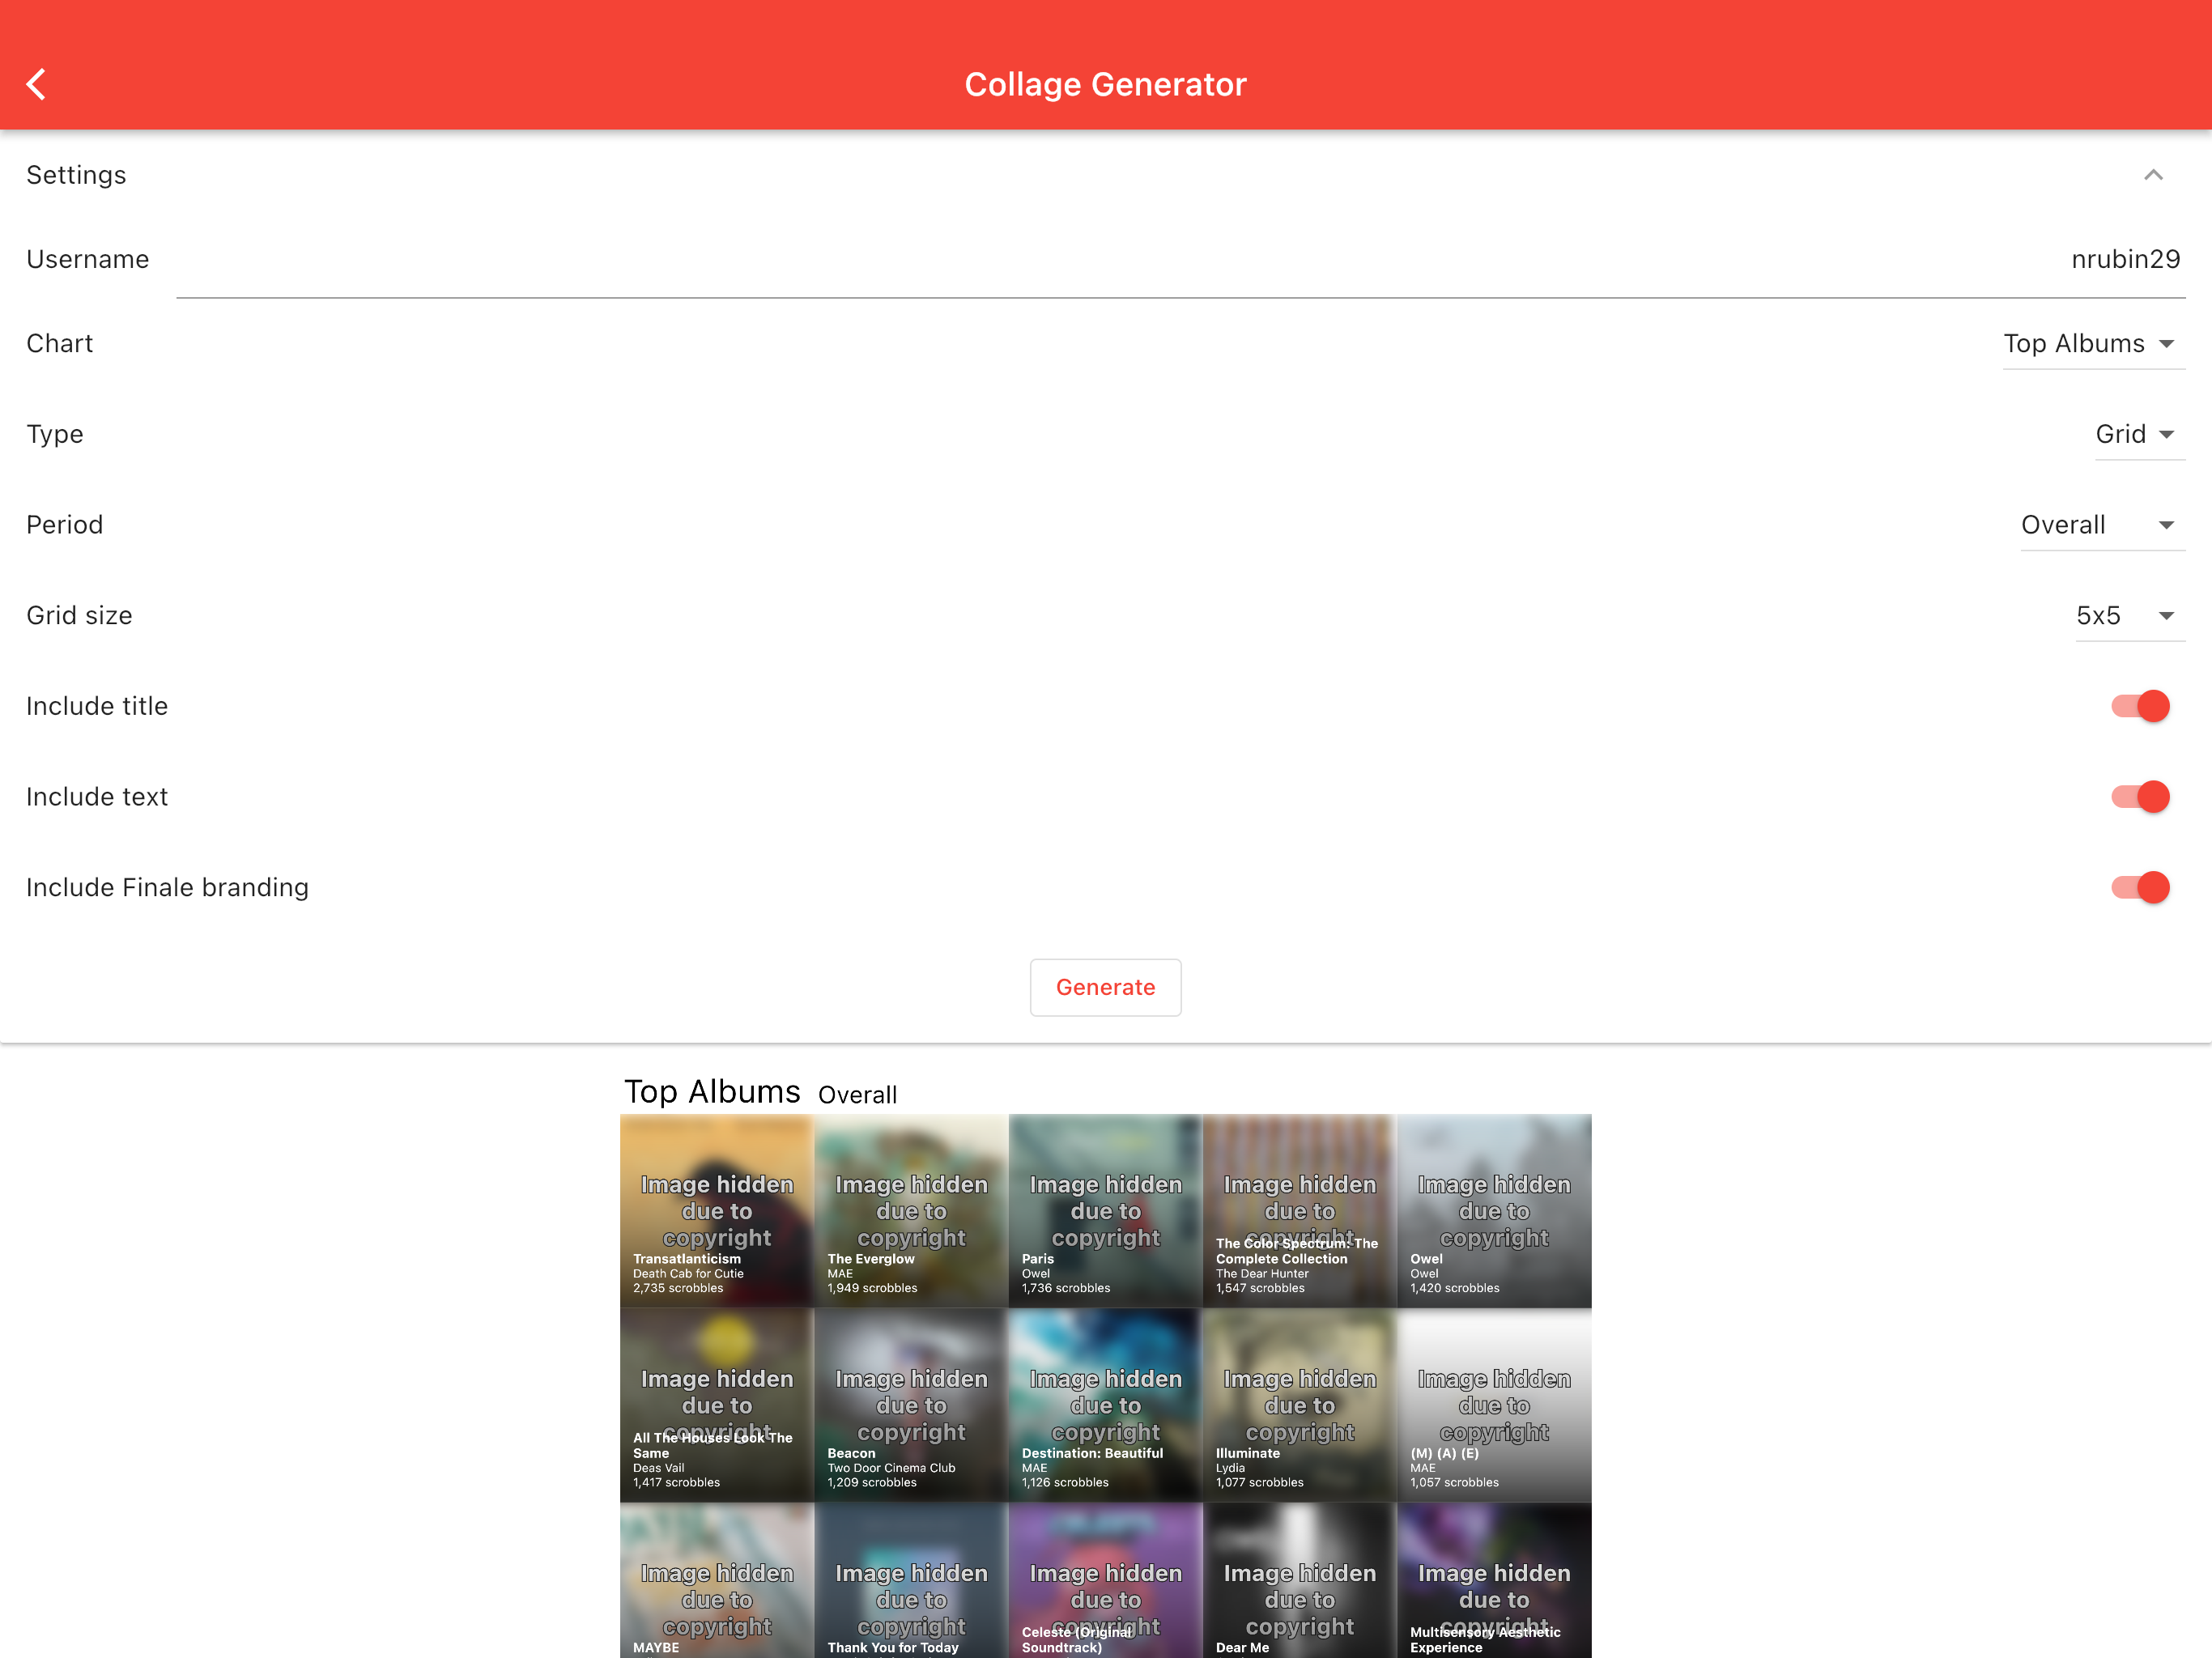 Collage Generator
Settings
Username nrubin29
Chart Top Albums
Type Grid
Period Overall
Grid size 5x5
Include title
Include text
Include Finale branding
Generate
Top Albums Overall
Image hidden
due to
copyright
Transatlanticism
Death Cab for Cutie
2,735 scrobbles
Image hidden
due to
copyright
The Everglow
MAE
1,949 scrobbles
Image hidden
due to
copyright
Paris
Owel
1,736 scrobbles
Image hidden
due to
copyright
The Color Spectrum: The
Complete Collection
The Dear Hunter
1,547 scrobbles
Image hidden
due to
copyright
Owel
Owel
1,420 scrobbles
Image hidden
due to
copyright
All The Houses Look The
Same
Deas Vail
1,417 scrobbles
Image hidden
due to
copyright
Beacon
Two Door Cinema Club
1,209 scrobbles
Image hidden
due to
copyright
Destination: Beautiful
MAE
1,126 scrobbles
Image hidden
due to
copyright
Illuminate
Lydia
1,077 scrobbles
Image hidden
due to
copyright
(M) (A) (E)
MAE
1,057 scrobbles
Image hidden
due to
copyright
MAYBE
Image hidden
due to
copyright
Thank You for Today
Image hidden
due to
copyright
Celeste (Original
Soundtrack)
Image hidden
due to
copyright
Dear Me
Image hidden
due to
copyright
Multisensory Aesthetic
Experience